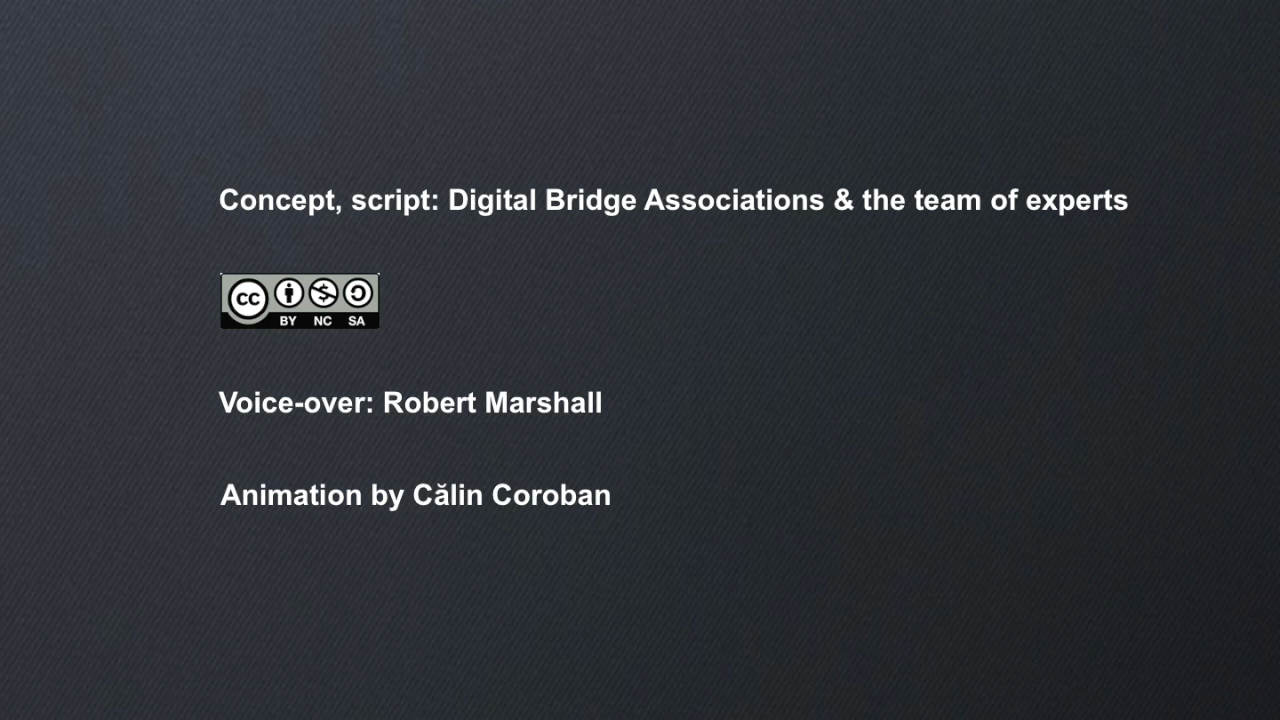 Concept, script: Digital Bridge Associations & the team of experts
cc
BY NC SA
Voice-over: Robert Marshall
Animation by Călin Coroban